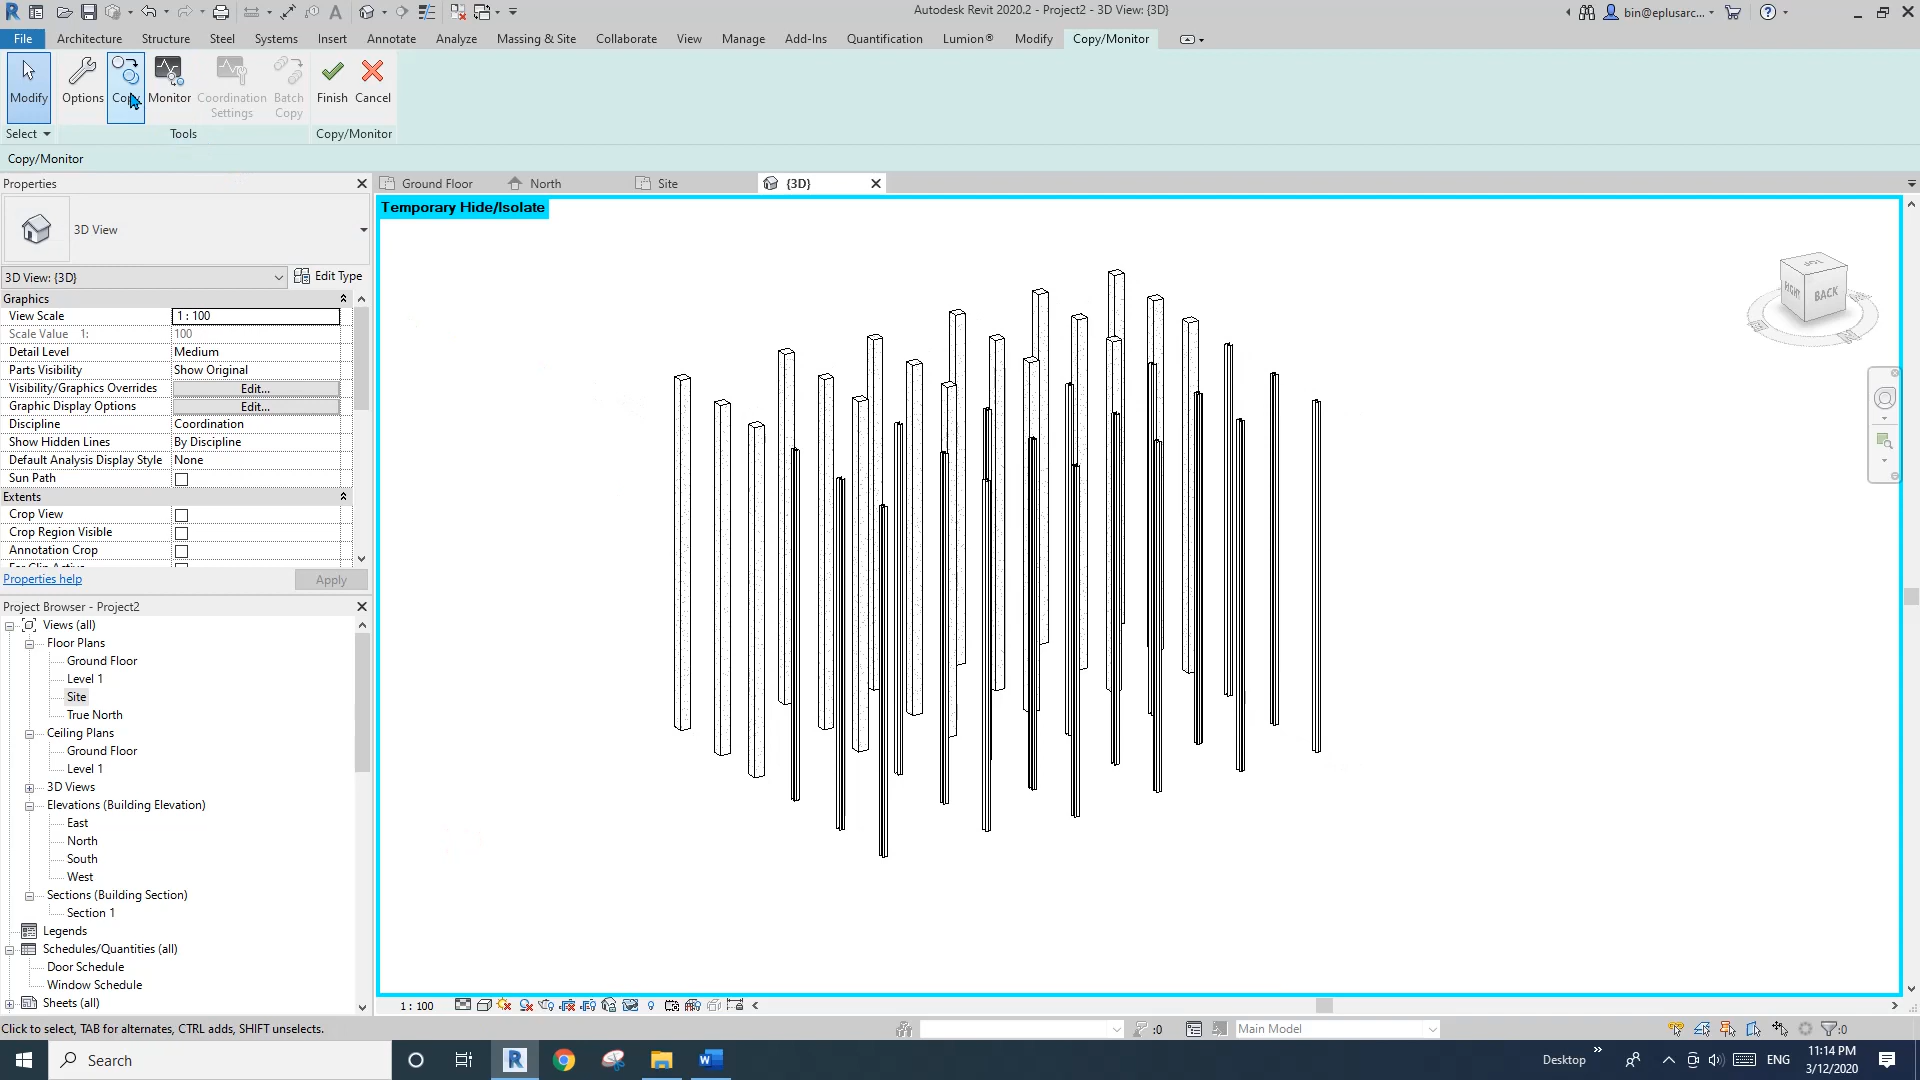 Autodesk Revit 2020.2 - Project2 - 3D View: {3D}
bin@eplusarc...
File Architecture Structure Steel Systems Insert Annotate Analyze Massing & Site Collaborate View Manage Add-Ins Quantification Lumion® Modify Copy/Monitor
Modify Options Copy Monitor Coordination Settings Batch Copy Finish Cancel
Select Tools Copy/Monitor
Copy/Monitor
Properties
Ground Floor North Site {3D}
Temporary Hide/Isolate
3D View
3D View: {3D} Edit Type
Graphics
View Scale 1 : 100
Scale Value 1: 100
Detail Level Medium
Parts Visibility Show Original
Visibility/Graphics Overrides Edit...
Graphic Display Options Edit...
Discipline Coordination
Show Hidden Lines By Discipline
Default Analysis Display Style None
Sun Path
Extents
Crop View
Crop Region Visible
Annotation Crop
Properties help Apply
TOP
RIGHT BACK
Project Browser - Project2
Views (all)
Floor Plans
Ground Floor
Level 1
Site
True North
Ceiling Plans
Ground Floor
Level 1
3D Views
Elevations (Building Elevation)
East
North
South
West
Sections (Building Section)
Section 1
Legends
Schedules/Quantities (all)
Door Schedule
Window Schedule
Sheets (all)
1 : 100
Click to select, TAB for alternates, CTRL adds, SHIFT unselects.
:0
Main Model
:0
Search
Desktop
ENG
11:14 PM
3/12/2020